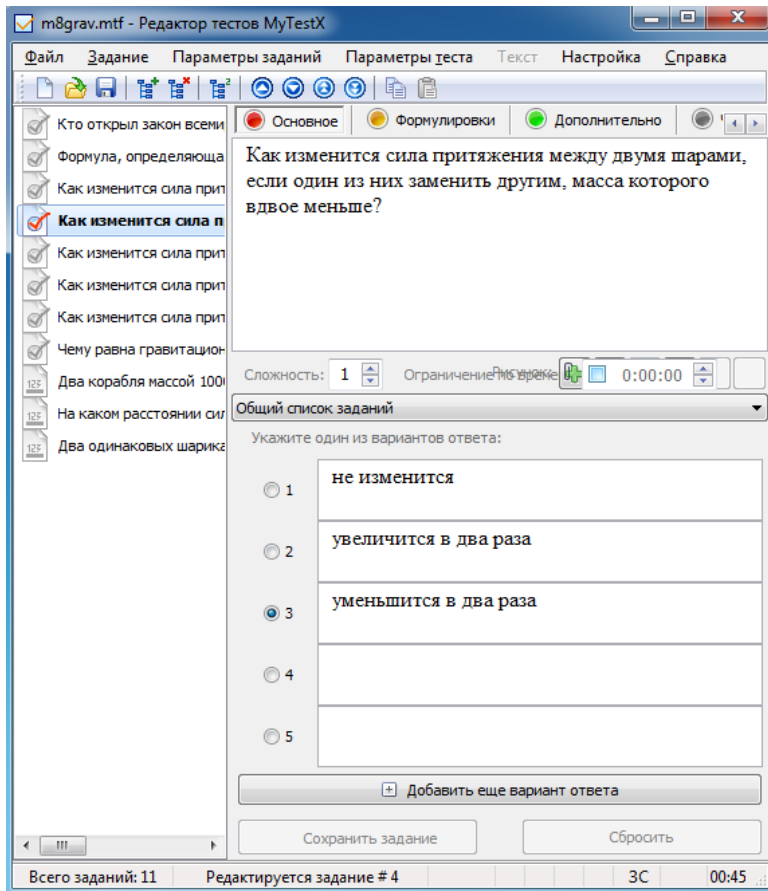 m8grav.mtf - Редактор тестов MyTestX
Файл Задание Параметры заданий Параметры теста Текст Настройка Справка
Кто открыл закон всеми
Формула, определяюща
Как изменится сила прит
Как изменится сила п
Как изменится сила прит
Как изменится сила прит
Как изменится сила прит
Чему равна гравитацион
Два корабля массой 100
На каком расстоянии сил
Два одинаковых шарика
Основное Формулировки Дополнительно
Как изменится сила притяжения между двумя шарами,
если один из них заменить другим, масса которого
вдвое меньше?
Сложность: 1 Ограничение по време 0:00:00
Общий список заданий
Укажите один из вариантов ответа:
1 не изменится
2 увеличится в два раза
3 уменьшится в два раза
4
5
Добавить еще вариант ответа
Сохранить задание Сбросить
Всего заданий: 11 Редактируется задание # 4 ЗС 00:45